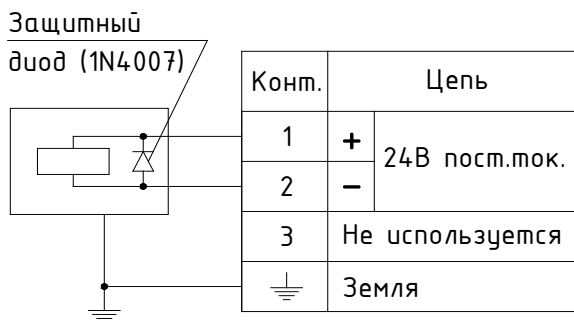 Защитный
диод (1N4007)
Конт. Цепь
1 + 24В пост.ток.
2 −
3 Не используется
Земля